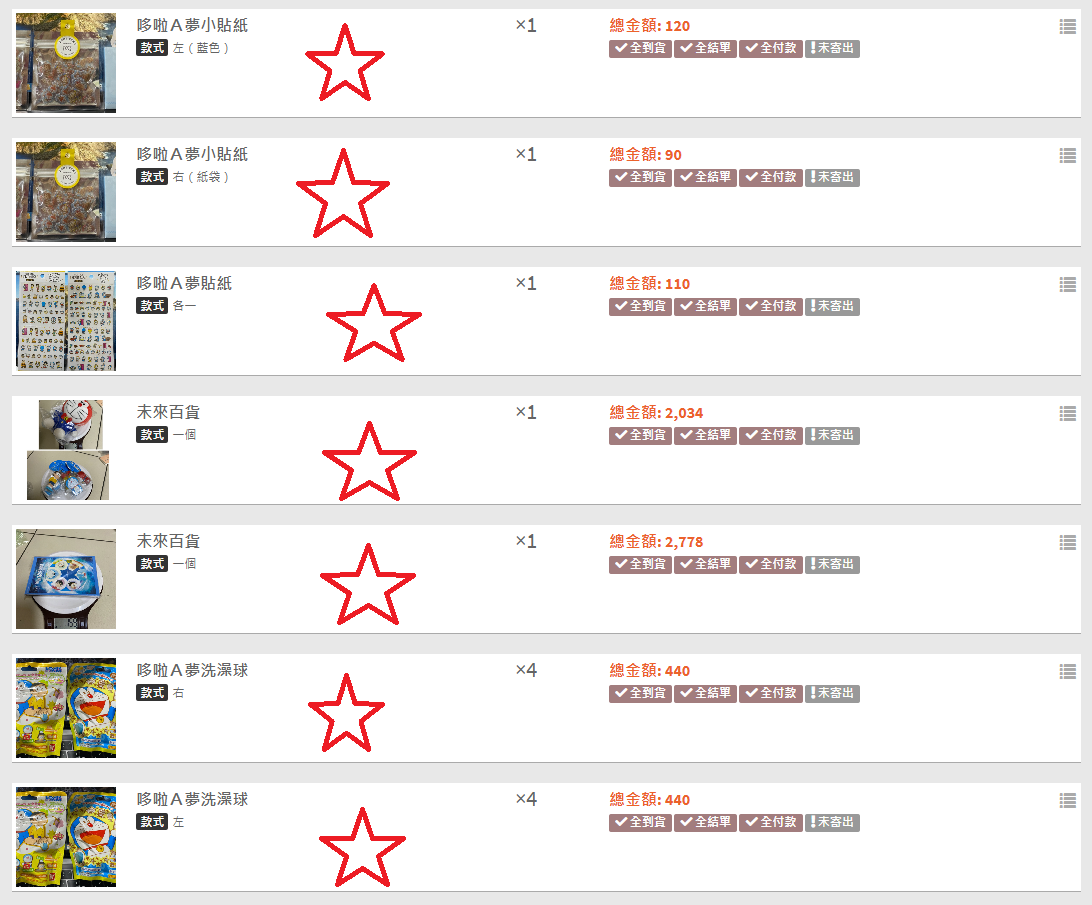 哆啦Ａ夢小貼紙 ×1 總金額: 120
款式 左（藍色） 全到貨 全結單 全付款 未寄出
哆啦Ａ夢小貼紙 ×1 總金額: 90
款式 右（紙袋） 全到貨 全結單 全付款 未寄出
哆啦Ａ夢貼紙 ×1 總金額: 110
款式 各一 全到貨 全結單 全付款 未寄出
未來百貨 ×1 總金額: 2,034
款式 一個 全到貨 全結單 全付款 未寄出
未來百貨 ×1 總金額: 2,778
款式 一個 全到貨 全結單 全付款 未寄出
哆啦Ａ夢洗澡球 ×4 總金額: 440
款式 右 全到貨 全結單 全付款 未寄出
哆啦Ａ夢洗澡球 ×4 總金額: 440
款式 左 全到貨 全結單 全付款 未寄出